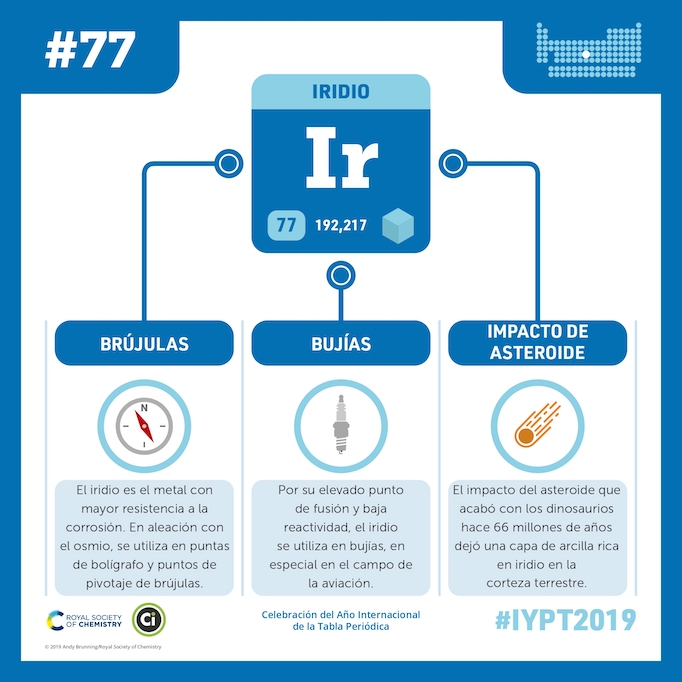 #77
IRIDIO
Ir
77
192,217
BRÚJULAS
N
El iridio es el metal con
mayor resistencia a la
corrosión. En aleación con
el osmio, se utiliza en puntas
de bolígrafo y puntos de
pivotaje de brújulas.
BUJÍAS
Por su elevado punto
de fusión y baja
reactividad, el iridio
se utiliza en bujías, en
especial en el campo de
la aviación.
IMPACTO DE
ASTEROIDE
El impacto del asteroide que
acabó con los dinosaurios
hace 66 millones de años
dejó una capa de arcilla rica
en iridio en la
corteza terrestre.
ROYAL SOCIETY
OF CHEMISTRY
Ci
Celebración del Año Internacional
de la Tabla Periódica
#IYPT2019
© 2019 Andy Brunning/Royal Society of Chemistry